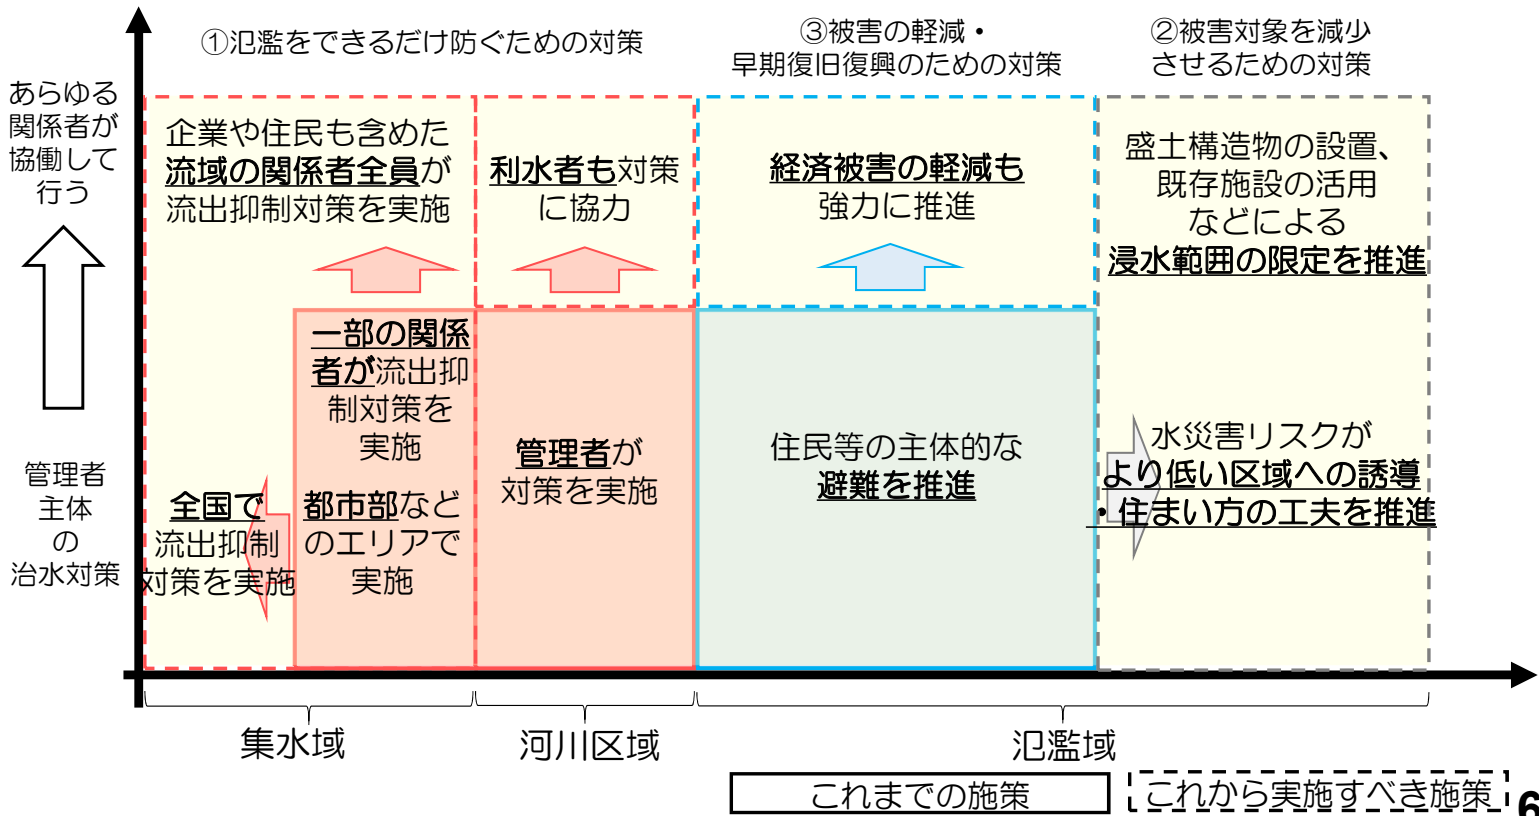 ①氾濫をできるだけ防ぐための対策
③被害の軽減・
早期復旧復興のための対策
②被害対象を減少
させるための対策
あらゆる
関係者が
協働して
行う
管理者
主体
の
治水対策
企業や住民も含めた
流域の関係者全員が
流出抑制対策を実施
利水者も対策
に協力
経済被害の軽減も
強力に推進
盛土構造物の設置、
既存施設の活用
などによる
浸水範囲の限定を推進
一部の関係
者が流出抑
制対策を
実施
全国で
流出抑制
対策を実施
都市部など
のエリアで
実施
管理者が
対策を実施
住民等の主体的な
避難を推進
水災害リスクが
より低い区域への誘導
・住まい方の工夫を推進
集水域
河川区域
氾濫域
これまでの施策
これから実施すべき施策
6